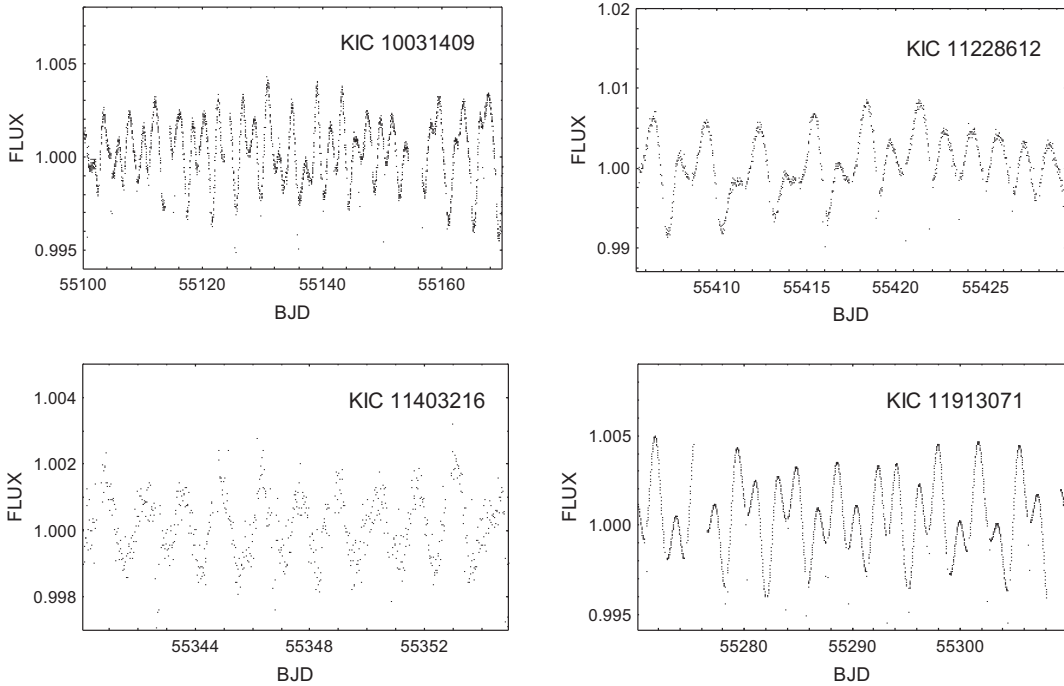 KIC 10031409
1.005
1.000
0.995
FLUX
55100
55120
55140
55160
BJD
KIC 11228612
1.02
1.01
1.00
0.99
FLUX
55410
55415
55420
55425
BJD
KIC 11403216
1.004
1.002
1.000
0.998
FLUX
55344
55348
55352
BJD
KIC 11913071
1.005
1.000
0.995
FLUX
55280
55290
55300
BJD